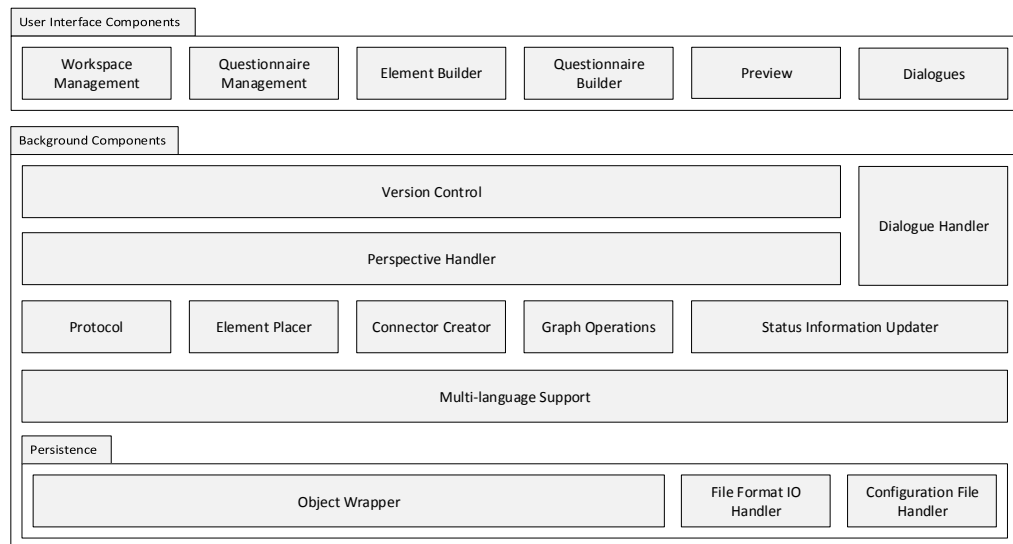 User Interface Components
Workspace
Management
Questionnaire
Management
Element Builder
Questionnaire
Builder
Preview
Dialogues
Background Components
Version Control
Dialogue Handler
Perspective Handler
Protocol
Element Placer
Connector Creator
Graph Operations
Status Information Updater
Multi-language Support
Persistence
Object Wrapper
File Format IO
Handler
Configuration File
Handler